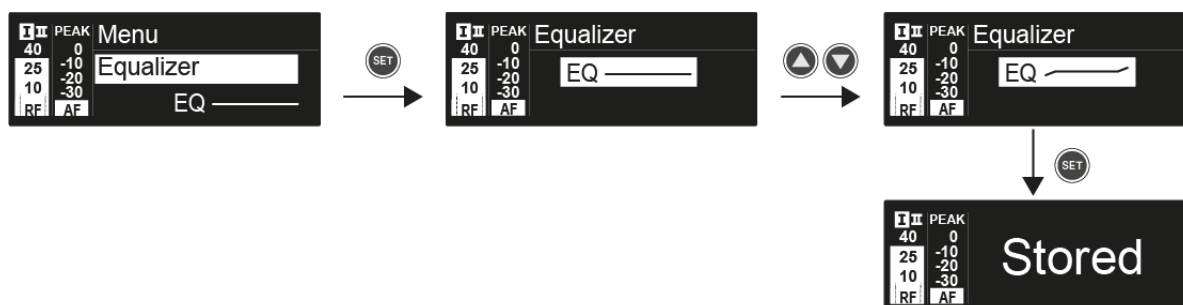 I II PEAK Menu
40 0
25 -10 Equalizer
-20
10 -30
EQ
RF AF
SET
I II PEAK Equalizer
40 0
25 -10 EQ
-20
10 -30
RF AF
I II PEAK Equalizer
40 0
25 -10 EQ
-20
10 -30
RF AF
SET
I II PEAK
40 0
25 -10 Stored
-20
10 -30
RF AF